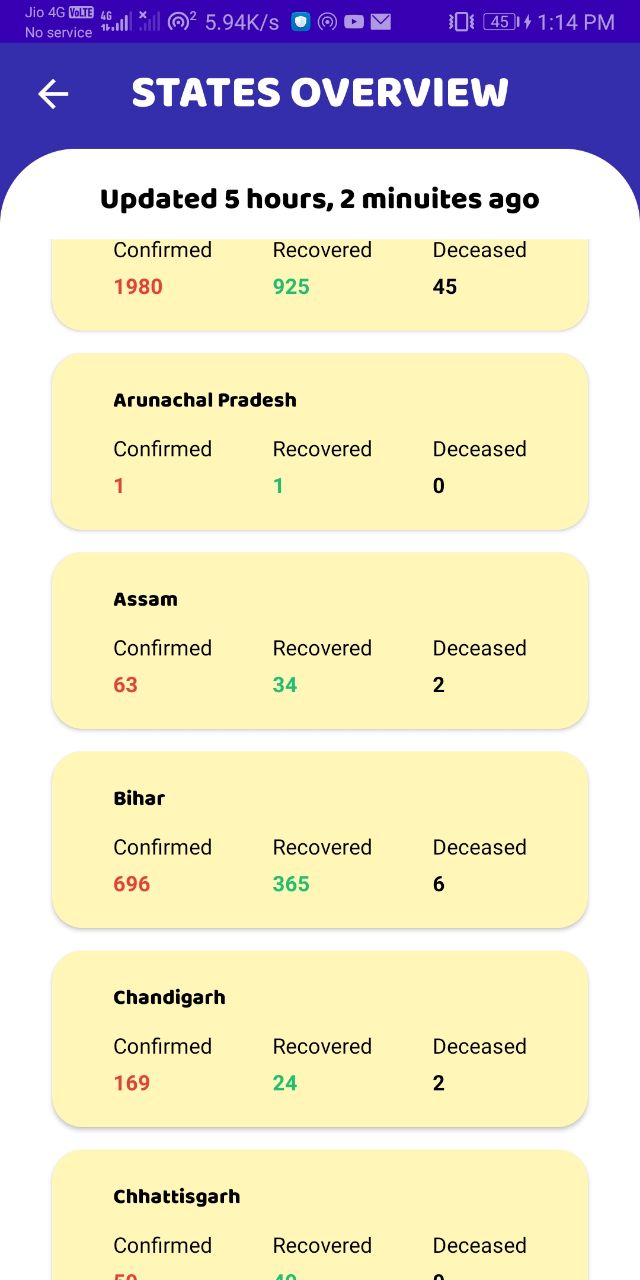 Jio 4G VoLTE 4G 2 5.94K/s 45 1:14 PM
No service
STATES OVERVIEW
Updated 5 hours, 2 minuites ago
Confirmed Recovered Deceased
1980 925 45
Arunachal Pradesh
Confirmed Recovered Deceased
1 1 0
Assam
Confirmed Recovered Deceased
63 34 2
Bihar
Confirmed Recovered Deceased
696 365 6
Chandigarh
Confirmed Recovered Deceased
169 24 2
Chhattisgarh
Confirmed Recovered Deceased